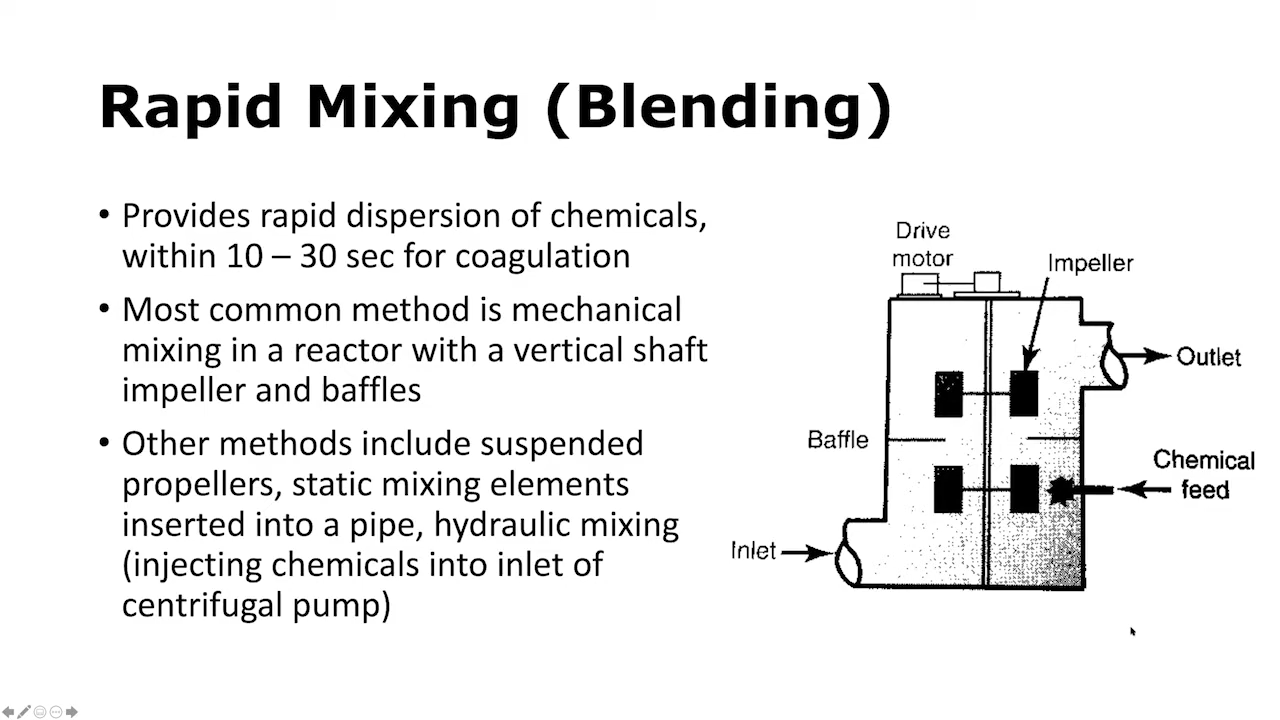 Rapid Mixing (Blending)
• Provides rapid dispersion of chemicals,
within 10 – 30 sec for coagulation
• Most common method is mechanical
mixing in a reactor with a vertical shaft
impeller and baffles
• Other methods include suspended
propellers, static mixing elements
inserted into a pipe, hydraulic mixing
(injecting chemicals into inlet of
centrifugal pump)
Drive
motor
Impeller
Outlet
Baffle
Chemical
feed
Inlet